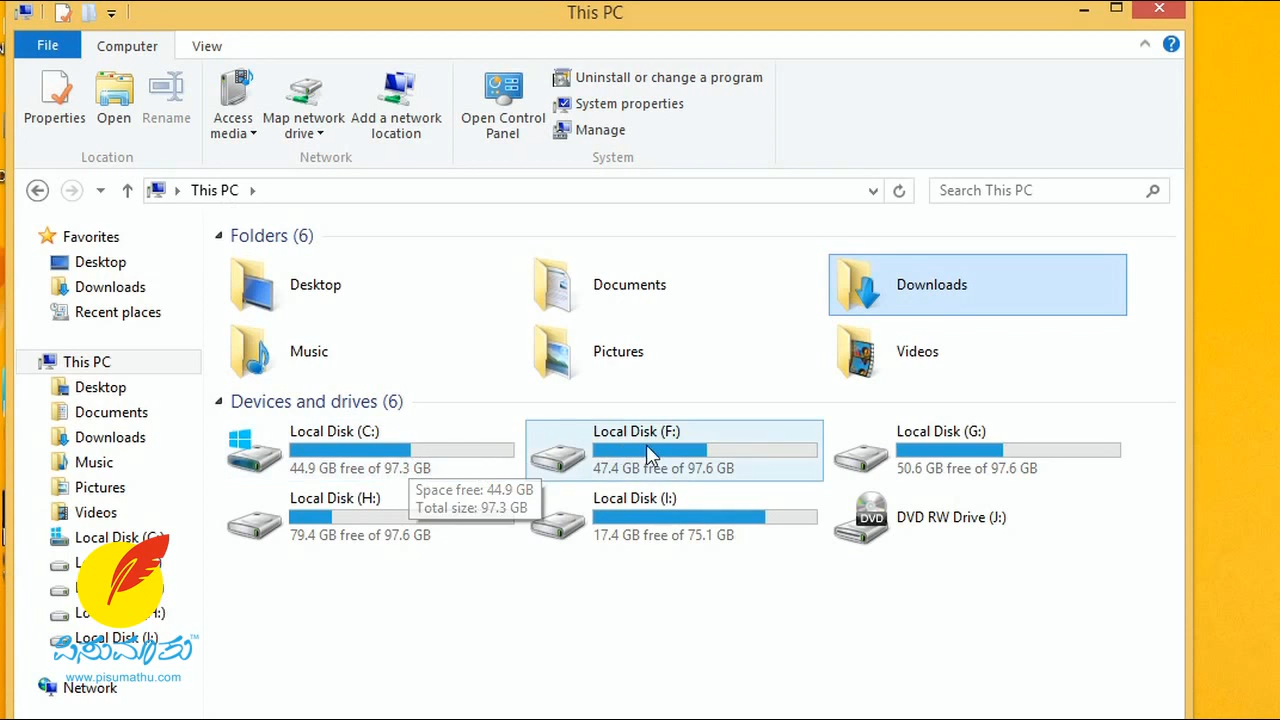 This PC
File
Computer
View
Properties
Open
Rename
Access media
Map network drive
Add a network location
Open Control Panel
Uninstall or change a program
System properties
Manage
Location
Network
System
This PC
Search This PC
Favorites
Desktop
Downloads
Recent places
This PC
Desktop
Documents
Downloads
Music
Pictures
Videos
Local Disk (C:)
Local Disk (I:)
Network
ಪಿಸುಮಾತು™
www.pisumathu.com
Folders (6)
Desktop
Documents
Downloads
Music
Pictures
Videos
Devices and drives (6)
Local Disk (C:)
44.9 GB free of 97.3 GB
Local Disk (F:)
47.4 GB free of 97.6 GB
Local Disk (G:)
50.6 GB free of 97.6 GB
Space free: 44.9 GB
Total size: 97.3 GB
Local Disk (H:)
79.4 GB free of 97.6 GB
Local Disk (I:)
17.4 GB free of 75.1 GB
DVD
DVD RW Drive (J:)